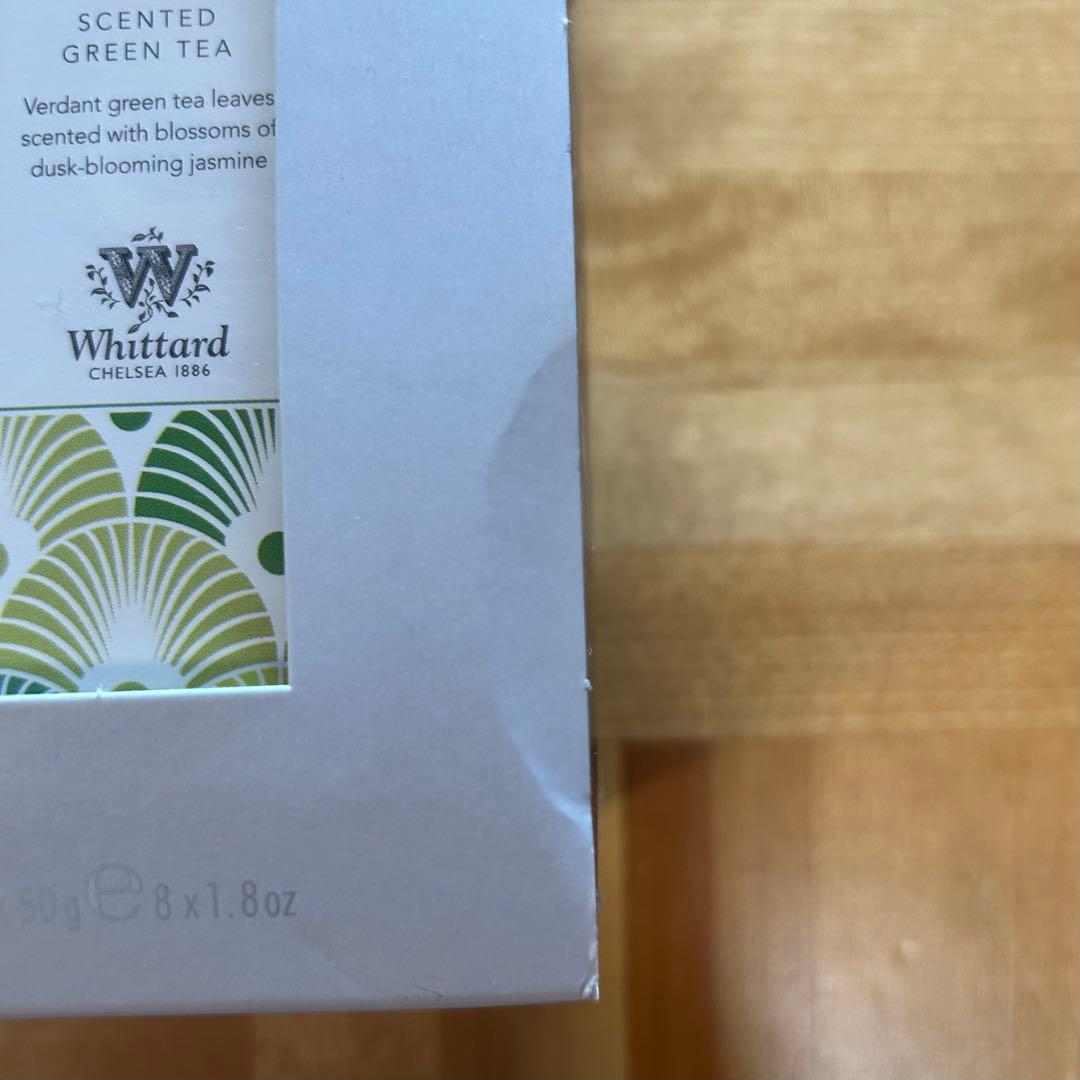 SCENTED
GREEN TEA
Verdant green tea leaves
scented with blossoms of
dusk-blooming jasmine
W
Whittard
CHELSEA 1886
x 50g ℮ 8 x 1.8oz